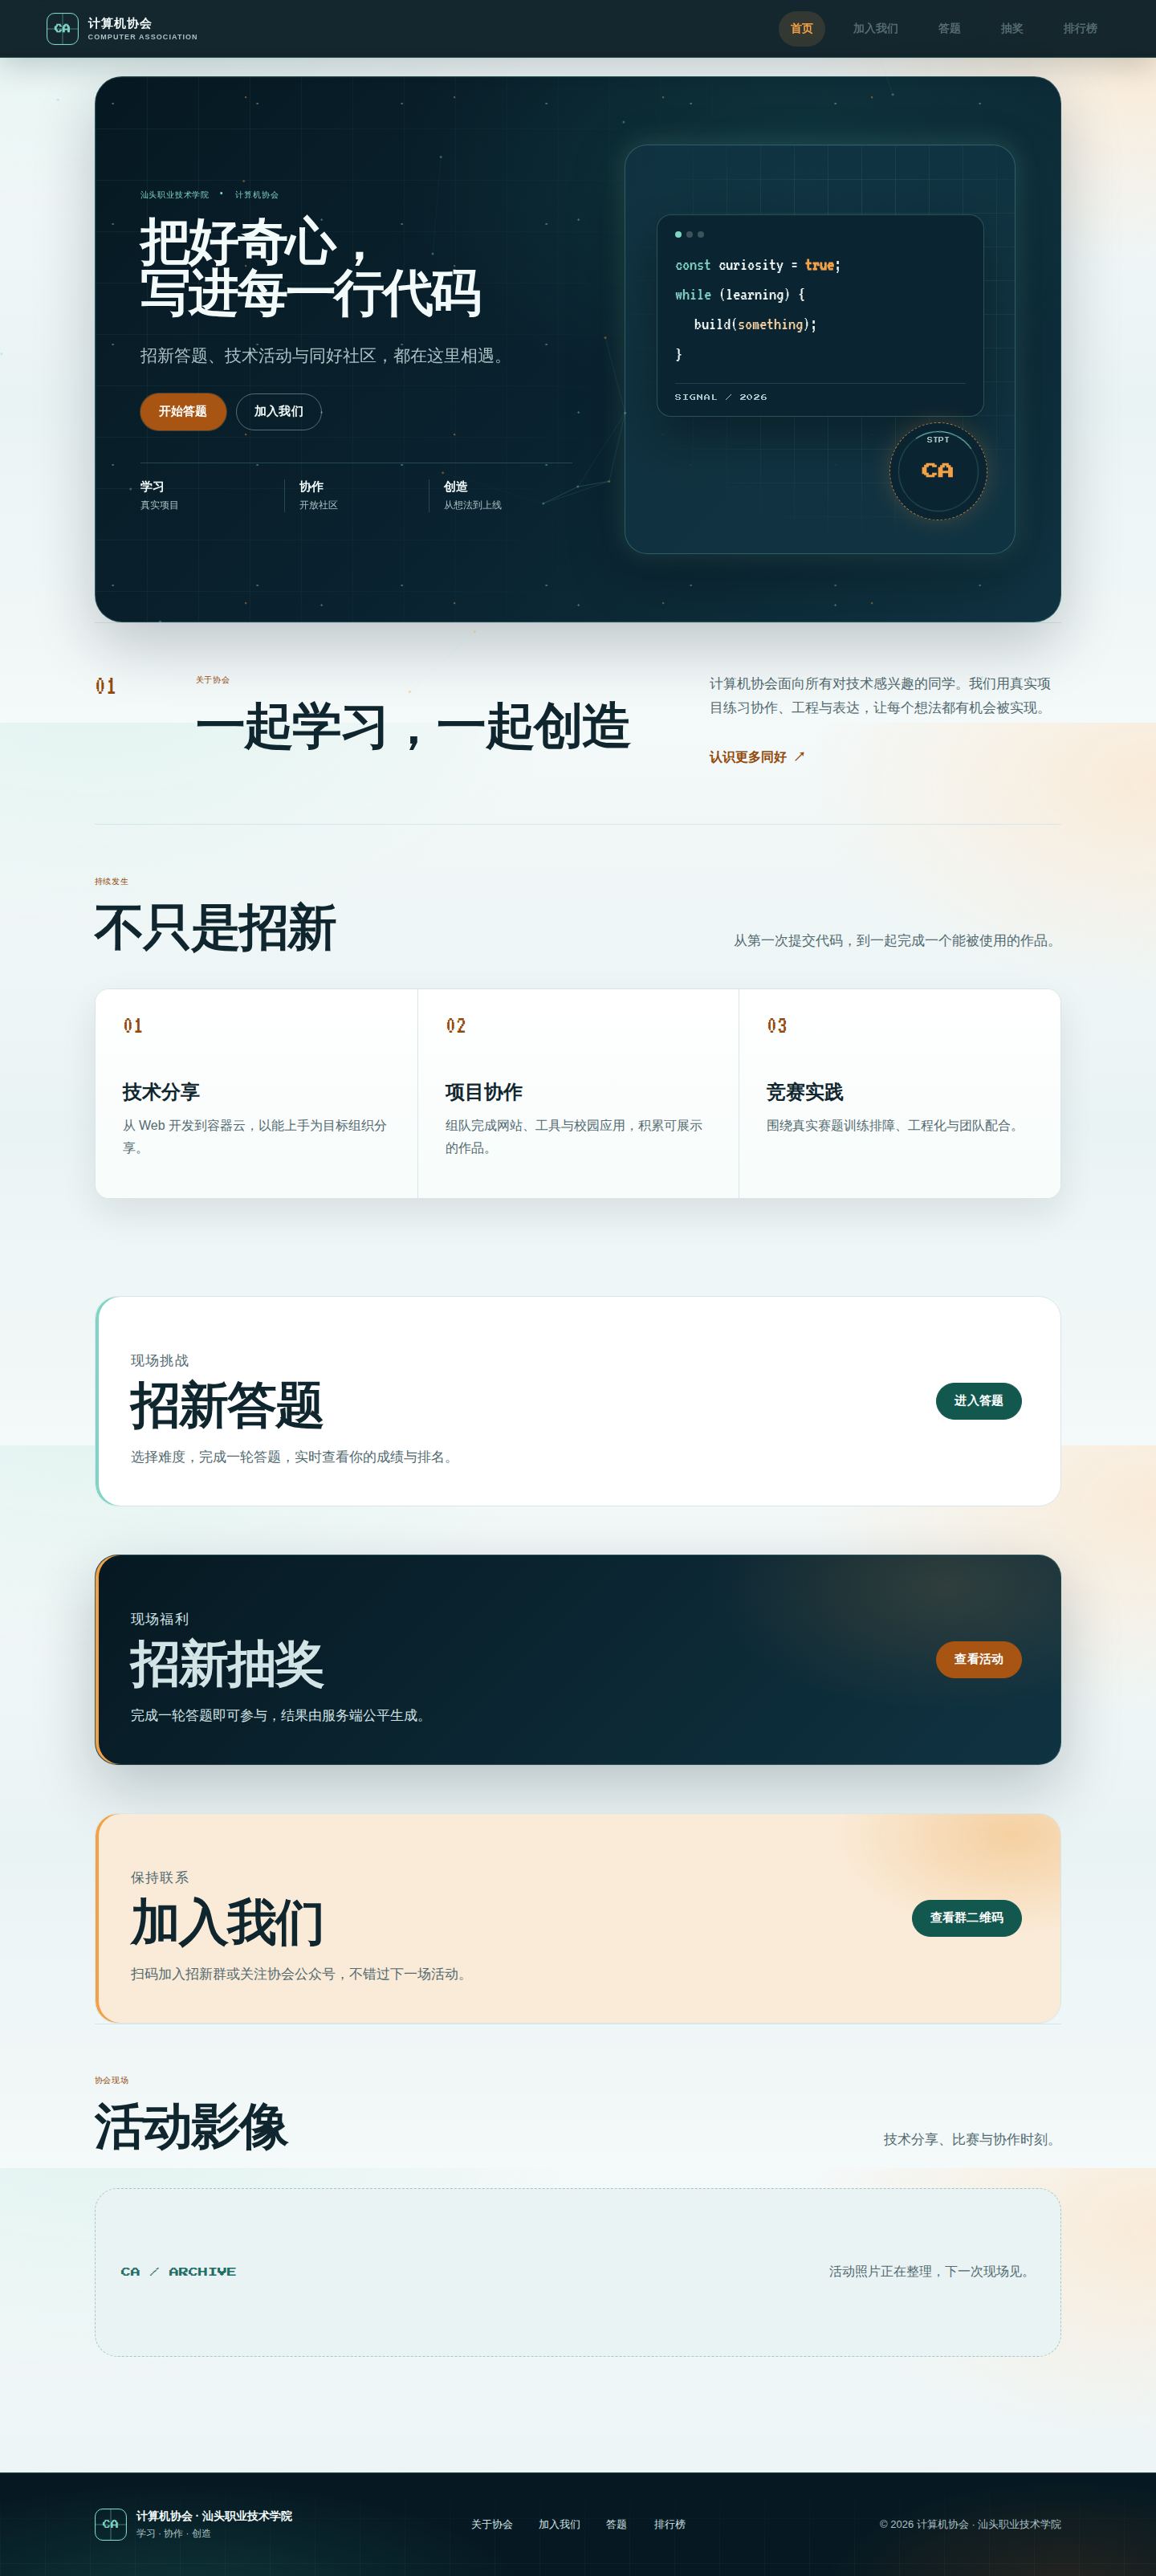 CA
计算机协会
COMPUTER ASSOCIATION
首页 加入我们 答题 抽奖 排行榜
汕头职业技术学院 • 计算机协会
把好奇心，
写进每一行代码
招新答题、技术活动与同好社区，都在这里相遇。
开始答题 加入我们
学习 协作 创造
真实项目 开放社区 从想法到上线
const curiosity = true;
while (learning) {
build(something);
}
SIGNAL / 2026
STPT
CA
01
关于协会
一起学习，一起创造
计算机协会面向所有对技术感兴趣的同学。我们用真实项
目练习协作、工程与表达，让每个想法都有机会被实现。
认识更多同好 ↗
持续发生
不只是招新
从第一次提交代码，到一起完成一个能被使用的作品。
01
技术分享
从 Web 开发到容器云，以能上手为目标组织分
享。
02
项目协作
组队完成网站、工具与校园应用，积累可展示
的作品。
03
竞赛实践
围绕真实赛题训练排障、工程化与团队配合。
现场挑战
招新答题
选择难度，完成一轮答题，实时查看你的成绩与排名。
进入答题
现场福利
招新抽奖
完成一轮答题即可参与，结果由服务端公平生成。
查看活动
保持联系
加入我们
扫码加入招新群或关注协会公众号，不错过下一场活动。
查看群二维码
协会现场
活动影像
技术分享、比赛与协作时刻。
CA / ARCHIVE
活动照片正在整理，下一次现场见。
CA
计算机协会 · 汕头职业技术学院
学习 · 协作 · 创造
关于协会 加入我们 答题 排行榜
© 2026 计算机协会 · 汕头职业技术学院